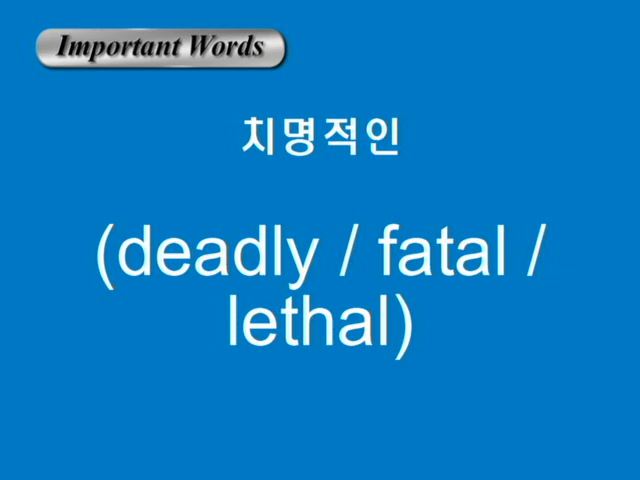 Important Words
치명적인
(deadly / fatal /
lethal)